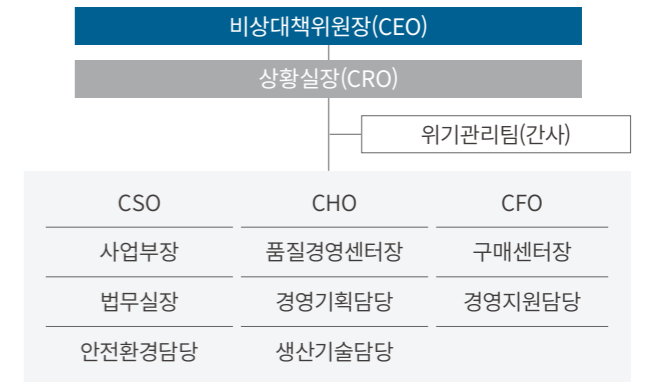 비상대책위원장(CEO)
상황실장(CRO)
위기관리팀(간사)
CSO CHO CFO
사업부장 품질경영센터장 구매센터장
법무실장 경영기획담당 경영지원담당
안전환경담당 생산기술담당